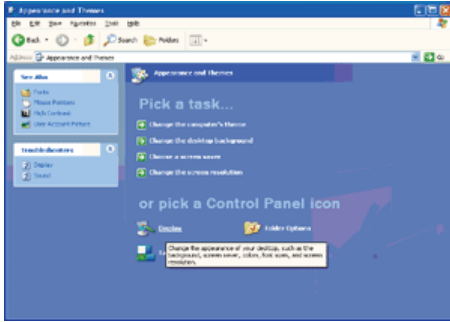 Appearance and Themes
File Edit View Favorites Tools Help
Back Search Folders
Address Appearance and Themes Go
See Also
Fonts
Mouse Pointers
High Contrast
User Account Picture
Troubleshooters
Display
Sound
Appearance and Themes
Pick a task...
Change the computer's theme
Change the desktop background
Choose a screen saver
Change the screen resolution
or pick a Control Panel icon
Display Folder Options
Change the appearance of your desktop, such as the
background, screen saver, colors, font sizes, and screen
resolution.